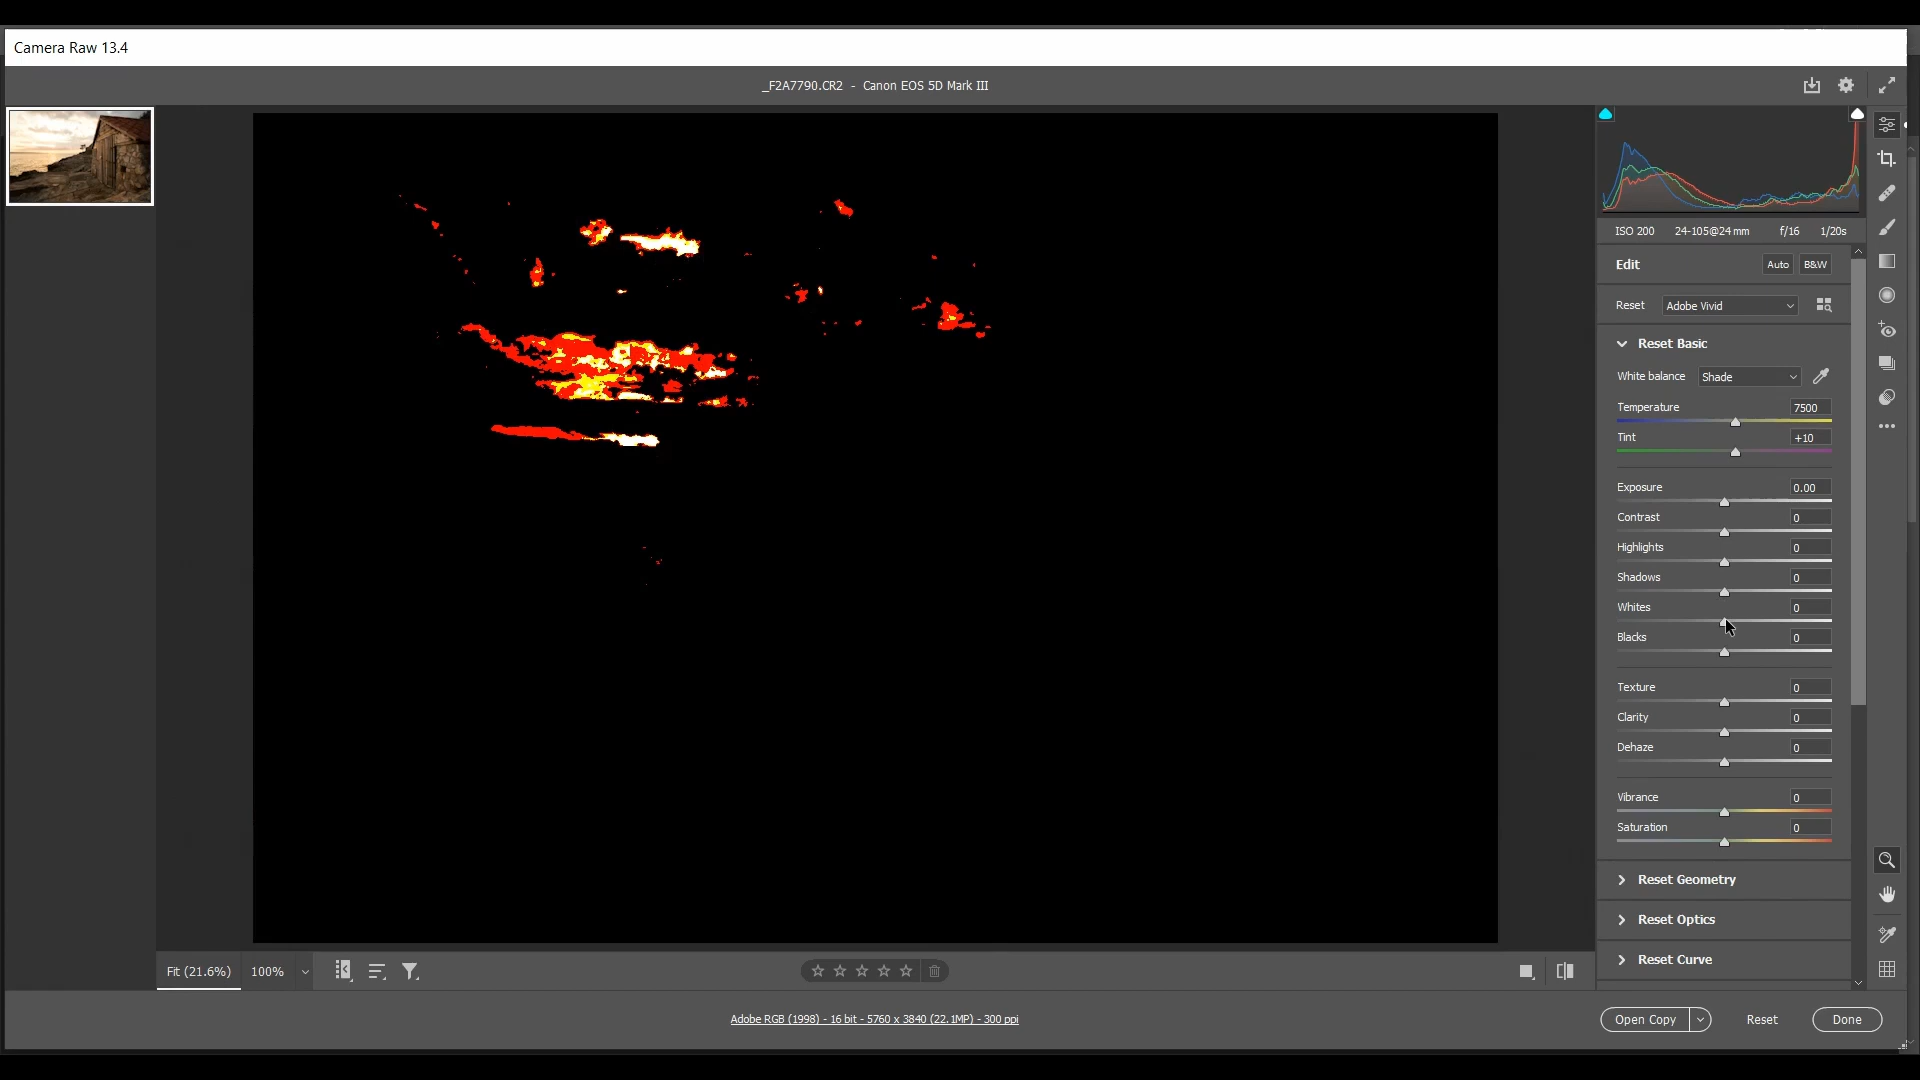 Camera Raw 13.4
_F2A7790.CR2 - Canon EOS 5D Mark III
ISO 200 24-105@24 mm f/16 1/20s
Edit Auto B&W
Reset Adobe Vivid
Reset Basic
White balance Shade
Temperature 7500
Tint +10
Exposure 0.00
Contrast 0
Highlights 0
Shadows 0
Whites 0
Blacks 0
Texture 0
Clarity 0
Dehaze 0
Vibrance 0
Saturation 0
Reset Geometry
Reset Optics
Reset Curve
Fit (21.6%) 100%
Adobe RGB (1998) - 16 bit - 5760 x 3840 (22.1MP) - 300 ppi
Open Copy Reset Done